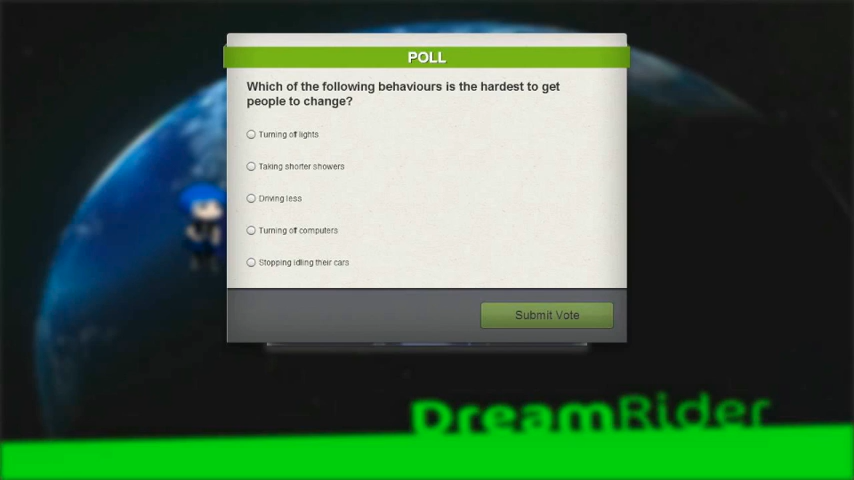 POLL
Which of the following behaviours is the hardest to get
people to change?
Turning off lights
Taking shorter showers
Driving less
Turning off computers
Stopping idling their cars
Submit Vote
DreamRider